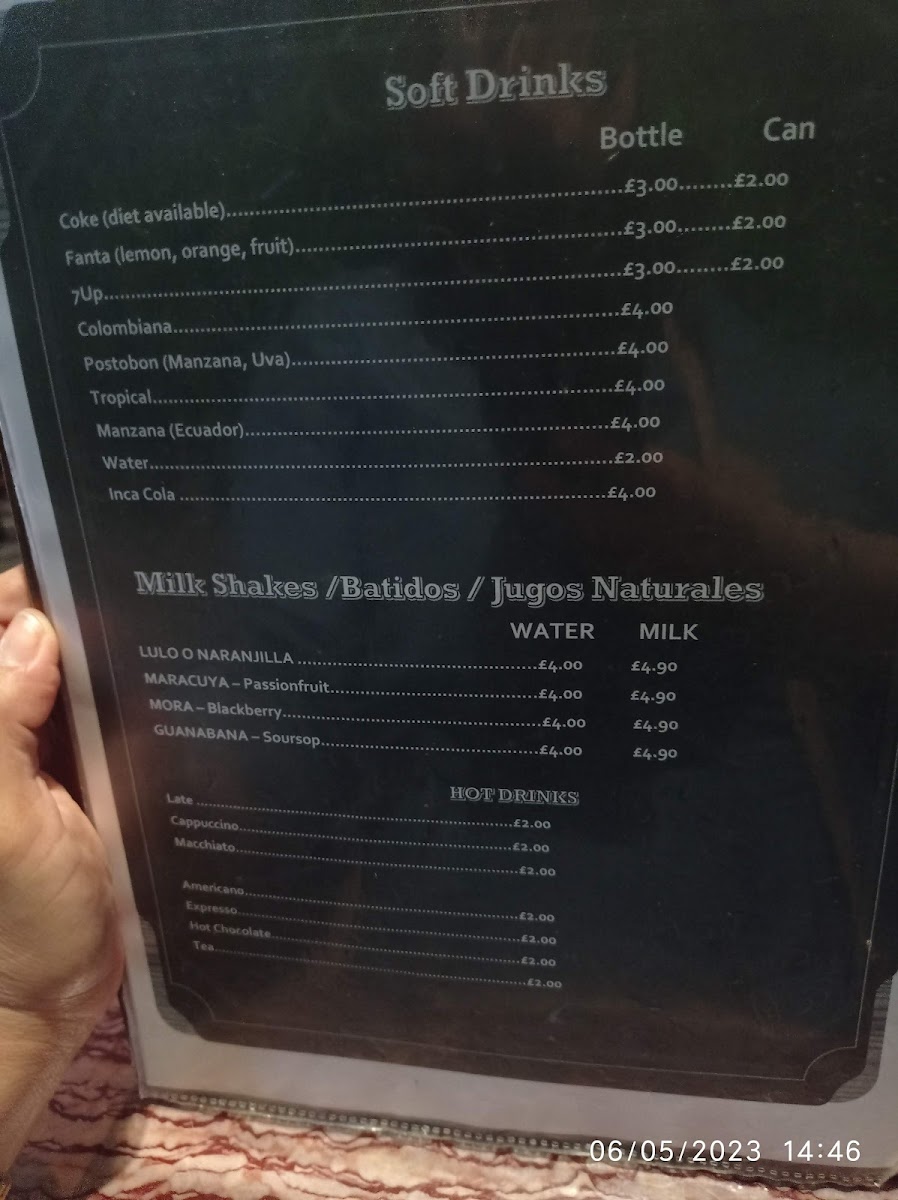 Soft Drinks
Bottle Can
Coke (diet available)........................£3.00........£2.00
Fanta (lemon, orange, fruit)........................£3.00........£2.00
7Up........................£3.00........£2.00
Colombiana........................£4.00
Postobon (Manzana, Uva)........................£4.00
Tropical........................£4.00
Manzana (Ecuador)........................£4.00
Water........................£2.00
Inca Cola ........................£4.00
Milk Shakes /Batidos / Jugos Naturales
WATER MILK
LULO O NARANJILLA ........................£4.00 £4.90
MARACUYA – Passionfruit........................£4.00 £4.90
MORA – Blackberry........................£4.00 £4.90
GUANABANA – Soursop........................£4.00 £4.90
HOT DRINKS
Late ........................£2.00
Cappuccino........................£2.00
Macchiato........................£2.00
Americano........................£2.00
Expresso........................£2.00
Hot Chocolate........................£2.00
Tea........................£2.00
06/05/2023 14:46